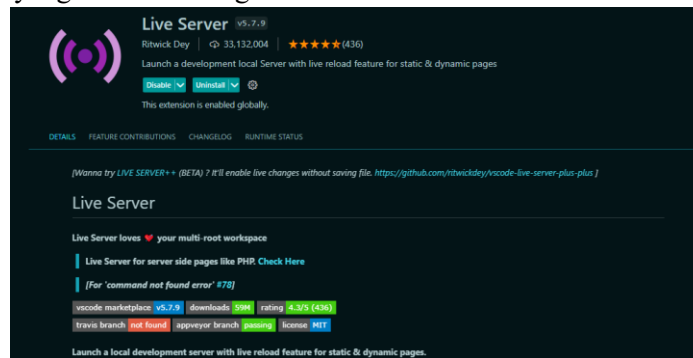 Live Server v5.7.9
Ritwick Dey | 33,132,004 | ★★★★★(436)
Launch a development local Server with live reload feature for static & dynamic pages
Disable Uninstall
This extension is enabled globally.
DETAILS FEATURE CONTRIBUTIONS CHANGELOG RUNTIME STATUS
[Wanna try LIVE SERVER++ (BETA) ? It'll enable live changes without saving file. https://github.com/ritwickdey/vscode-live-server-plus-plus ]
Live Server
Live Server loves ❤ your multi-root workspace
Live Server for server side pages like PHP. Check Here
[For 'command not found error' #78]
vscode marketplace v5.7.9 downloads 59M rating 4.3/5 (436)
travis branch not found appveyor branch passing license MIT
Launch a local development server with live reload feature for static & dynamic pages.